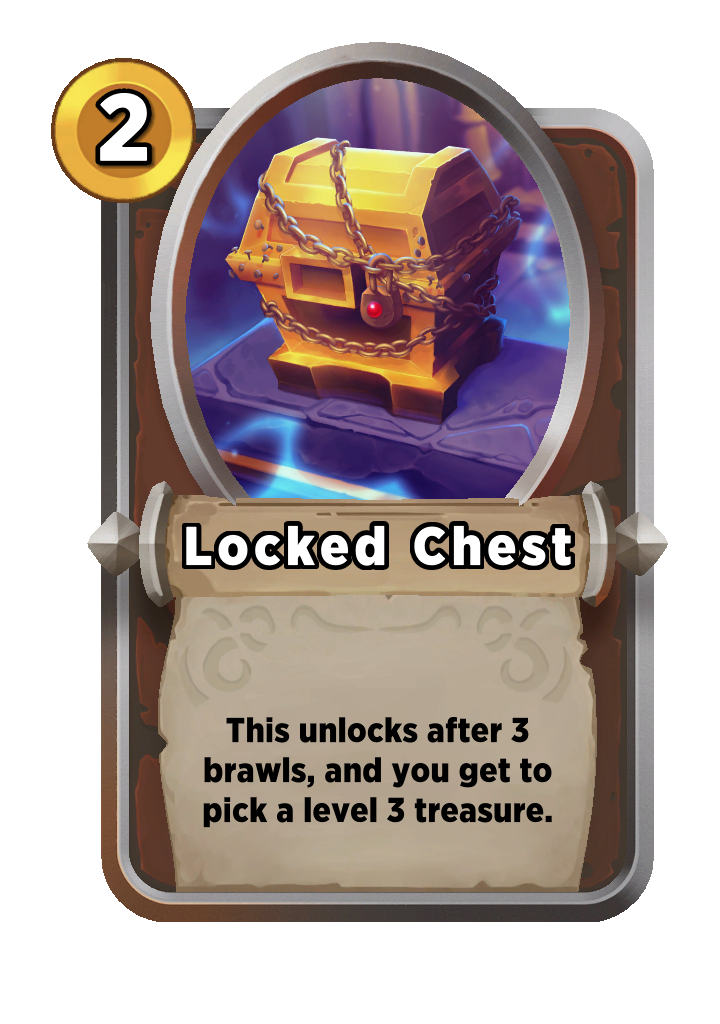 2
Locked Chest
This unlocks after 3
brawls, and you get to
pick a level 3 treasure.